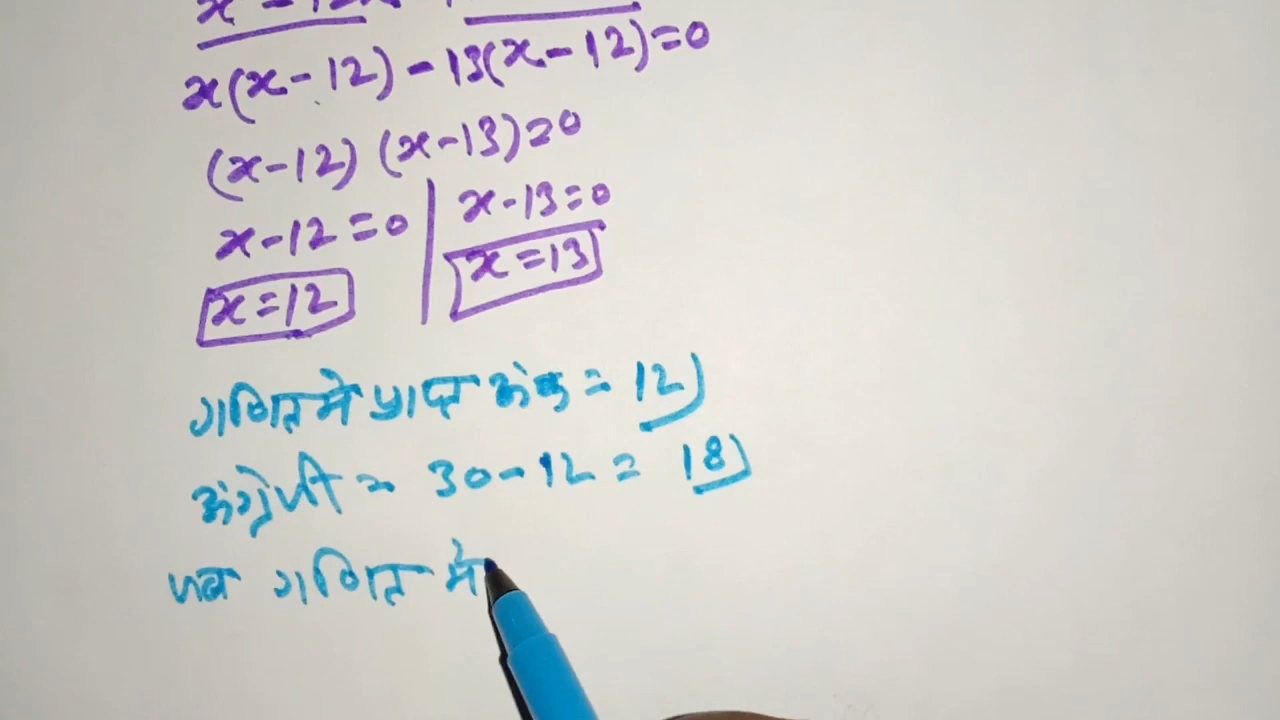 x(x-12)-13(x-12)=0
(x-12) (x-13)=0
x-12=0 | x-13=0
x=12 x=13
गणित मे प्राप्त अंक = 12
अंग्रेजी = 30-12 = 18
जब गणित मे